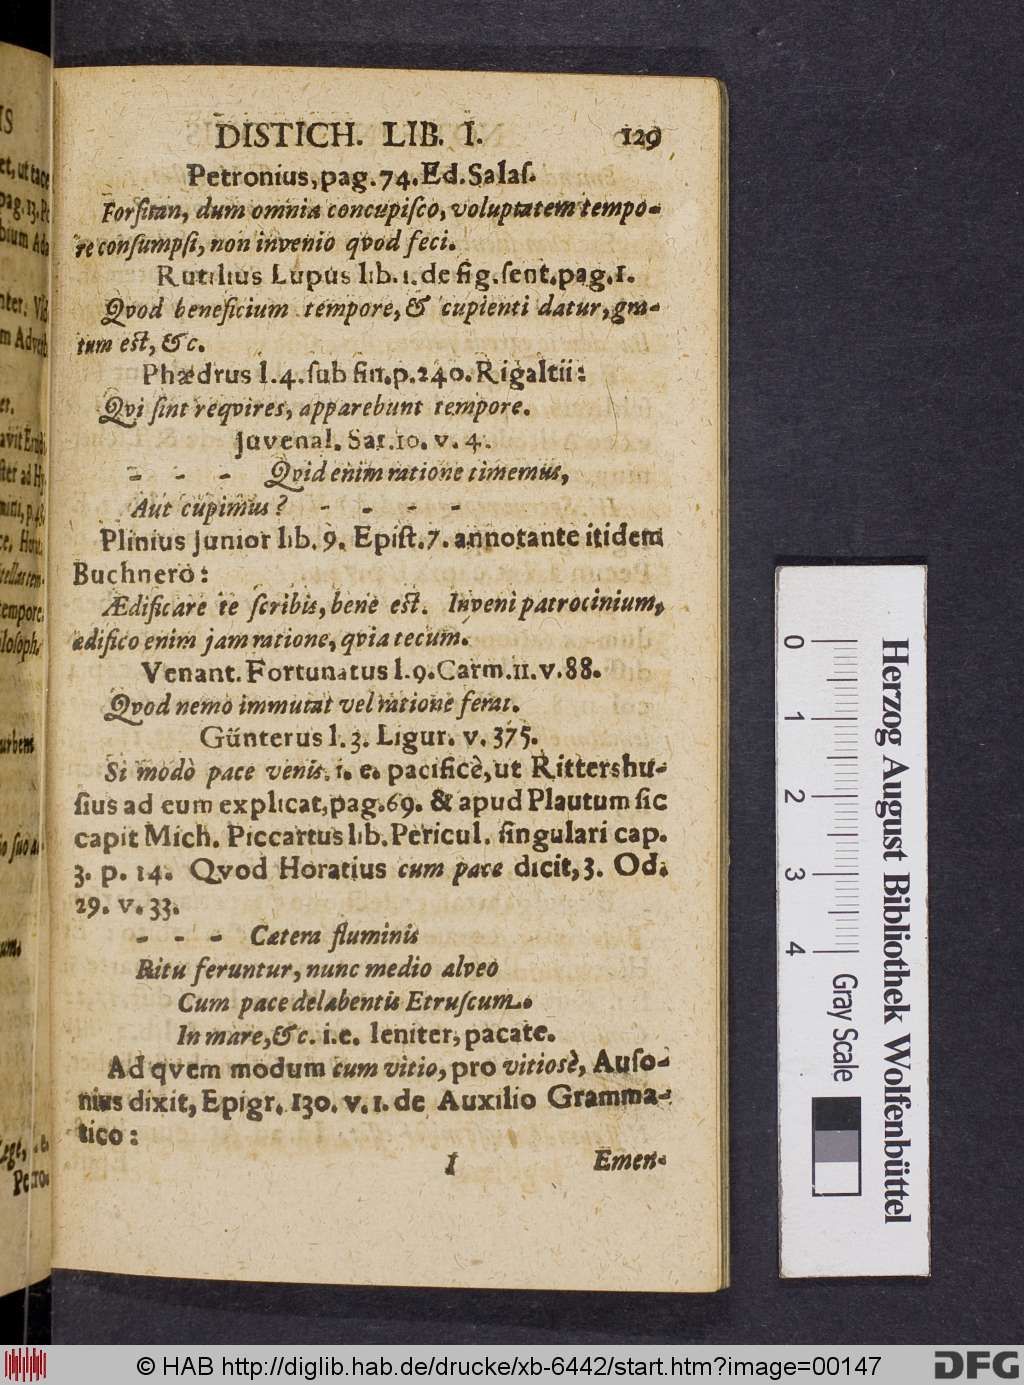 DISTICH. LIB. I. 129
Petronius, pag. 74. Ed. Salaſ.
Forſitan, dum omnia concupiſco, voluptatem tempo-
re conſumpſi, non invenio qvod feci.
Rutilius Lupus lib. 1. de fig. ſent. pag. 1.
Qvod beneficium tempore, & cupienti datur, gra-
tum est, &c.
Phædrus l. 4. ſub fin. p. 240. Rigaltii:
Qvi ſint reqvires, apparebunt tempore.
Juvenal. Sat. 10. v. 4.
- - - Qvid enim ratione timemus,
Aut cupimus? - - - -
Plinius Junior lib. 9. Epiſt. 7. annotante itidem
Buchnero:
Ædificare te ſcribis, bene est. Inveni patrocinium,
ædifico enim jam ratione, qvia tecum.
Venant. Fortunatus l. 9. Carm. 11. v. 88.
Qvod nemo immutat vel ratione ferat.
Günterus l. 3. Ligur. v. 375.
Si modò pace venis. i. e. pacificè, ut Rittershu-
ſius ad eum explicat, pag. 69. & apud Plautum ſic
capit Mich. Piccartus lib. Pericul. ſingulari cap.
3. p. 14. Qvod Horatius cum pace dicit, 3. Od.
29. v. 33.
- - - Cætera fluminis
Ritu feruntur, nunc medio alveo
Cum pace delabentis Etruſcum.
In mare, &c. i. e. leniter, pacate.
Ad qvem modum cum vitio, pro vitiosè, Auſo-
nius dixit, Epigr. 130. v. 1. de Auxilio Gramma-
tico:
I Emen-
0 1 2 3 4
Gray Scale
Herzog August Bibliothek Wolfenbüttel
© HAB http://diglib.hab.de/drucke/xb-6442/start.htm?image=00147
DFG